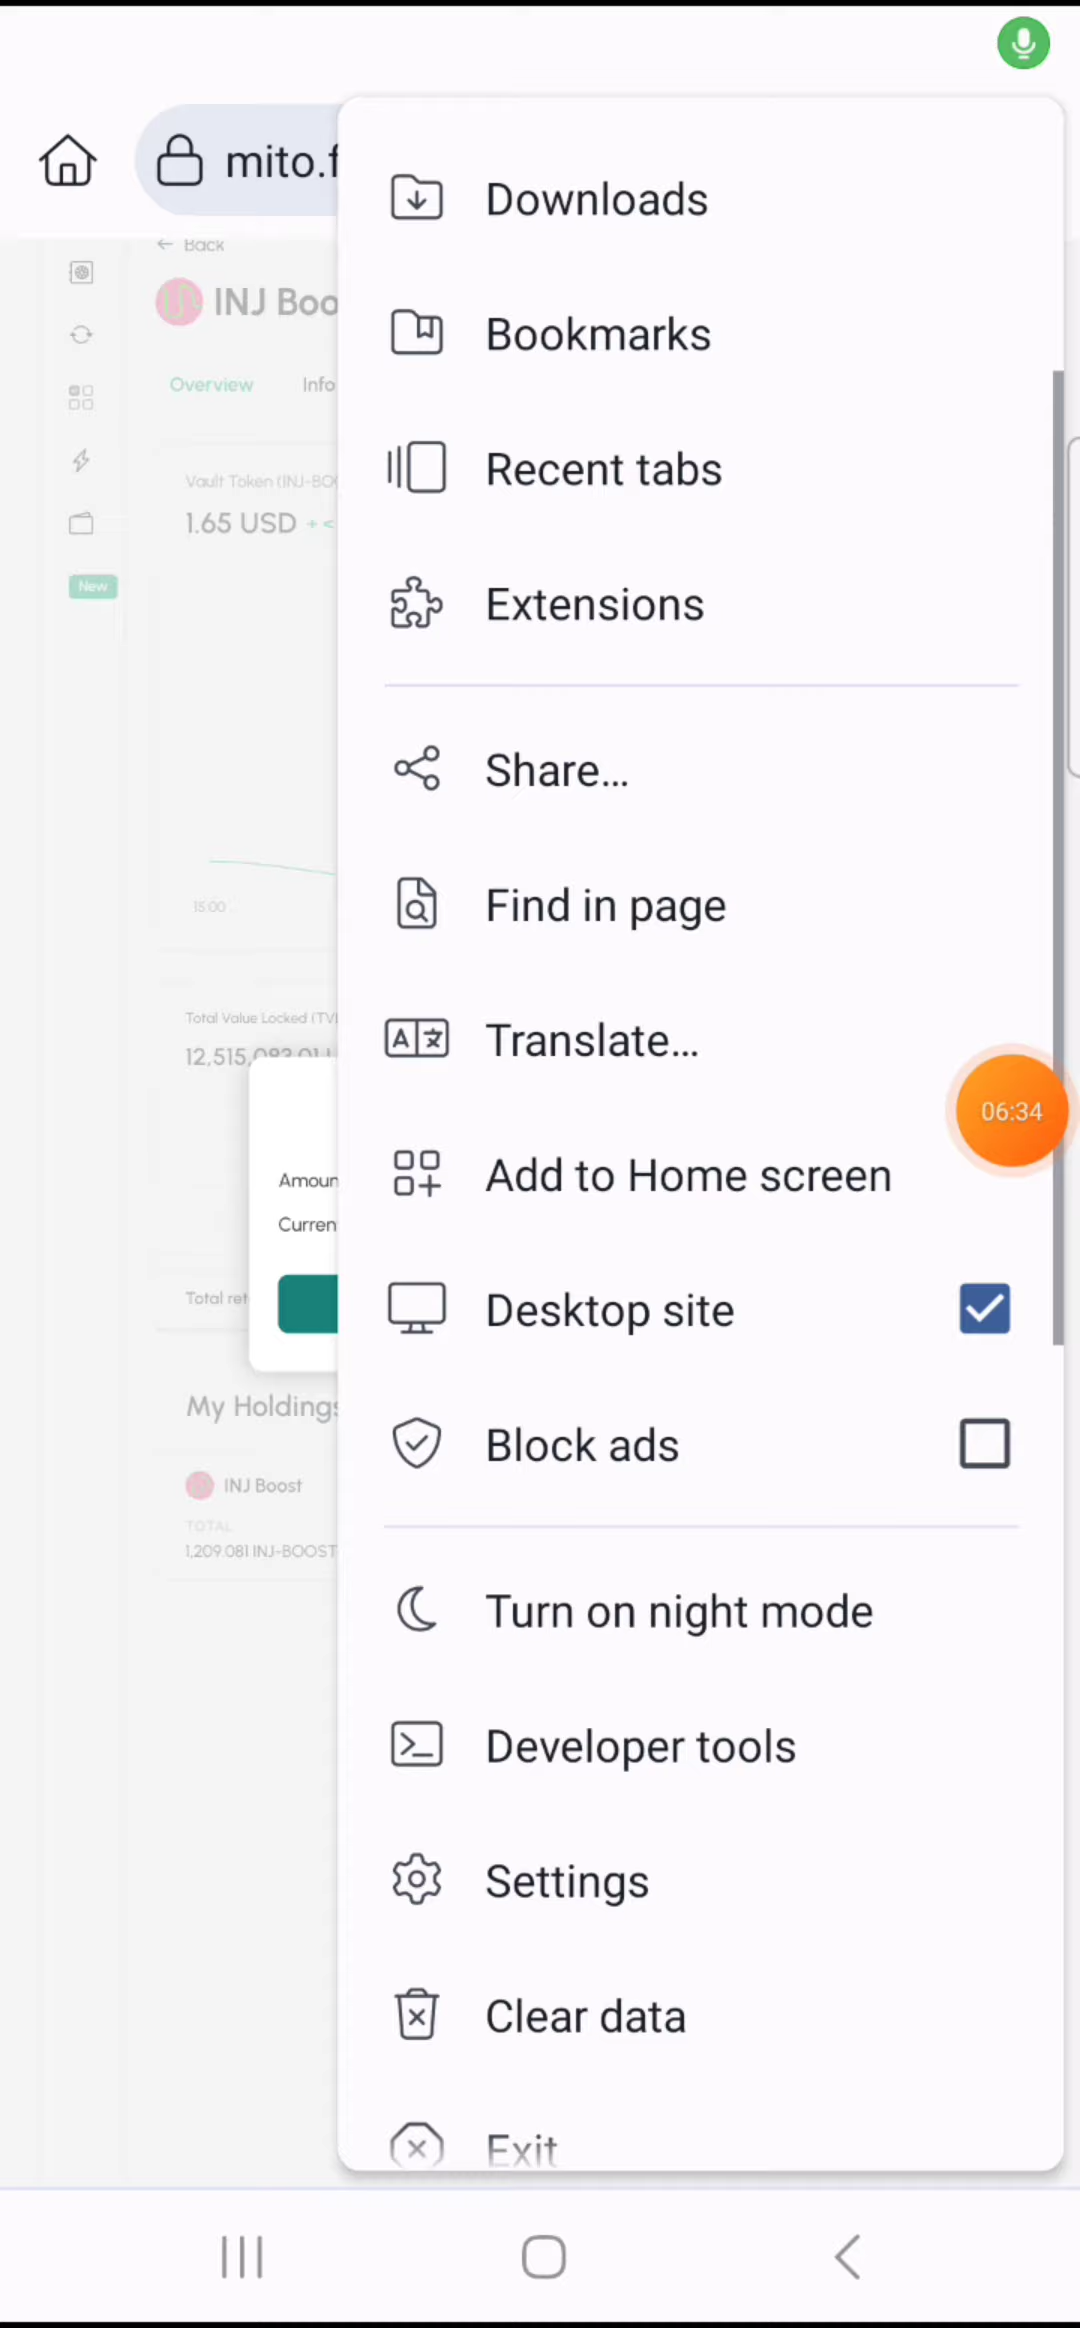 mito.f
Downloads
Bookmarks
Recent tabs
Extensions
Share...
Find in page
Translate...
Add to Home screen
Desktop site
Block ads
Turn on night mode
Developer tools
Settings
Clear data
Exit
06:34
← Back
INJ Boo
Overview Info
Vault Token (INJ-BO
1.65 USD + <
New
15:00
Total Value Locked (TVL
12,515,
Amoun
Curren
Total ret
My Holdings
INJ Boost
TOTAL
1,209.081 INJ-BOOST